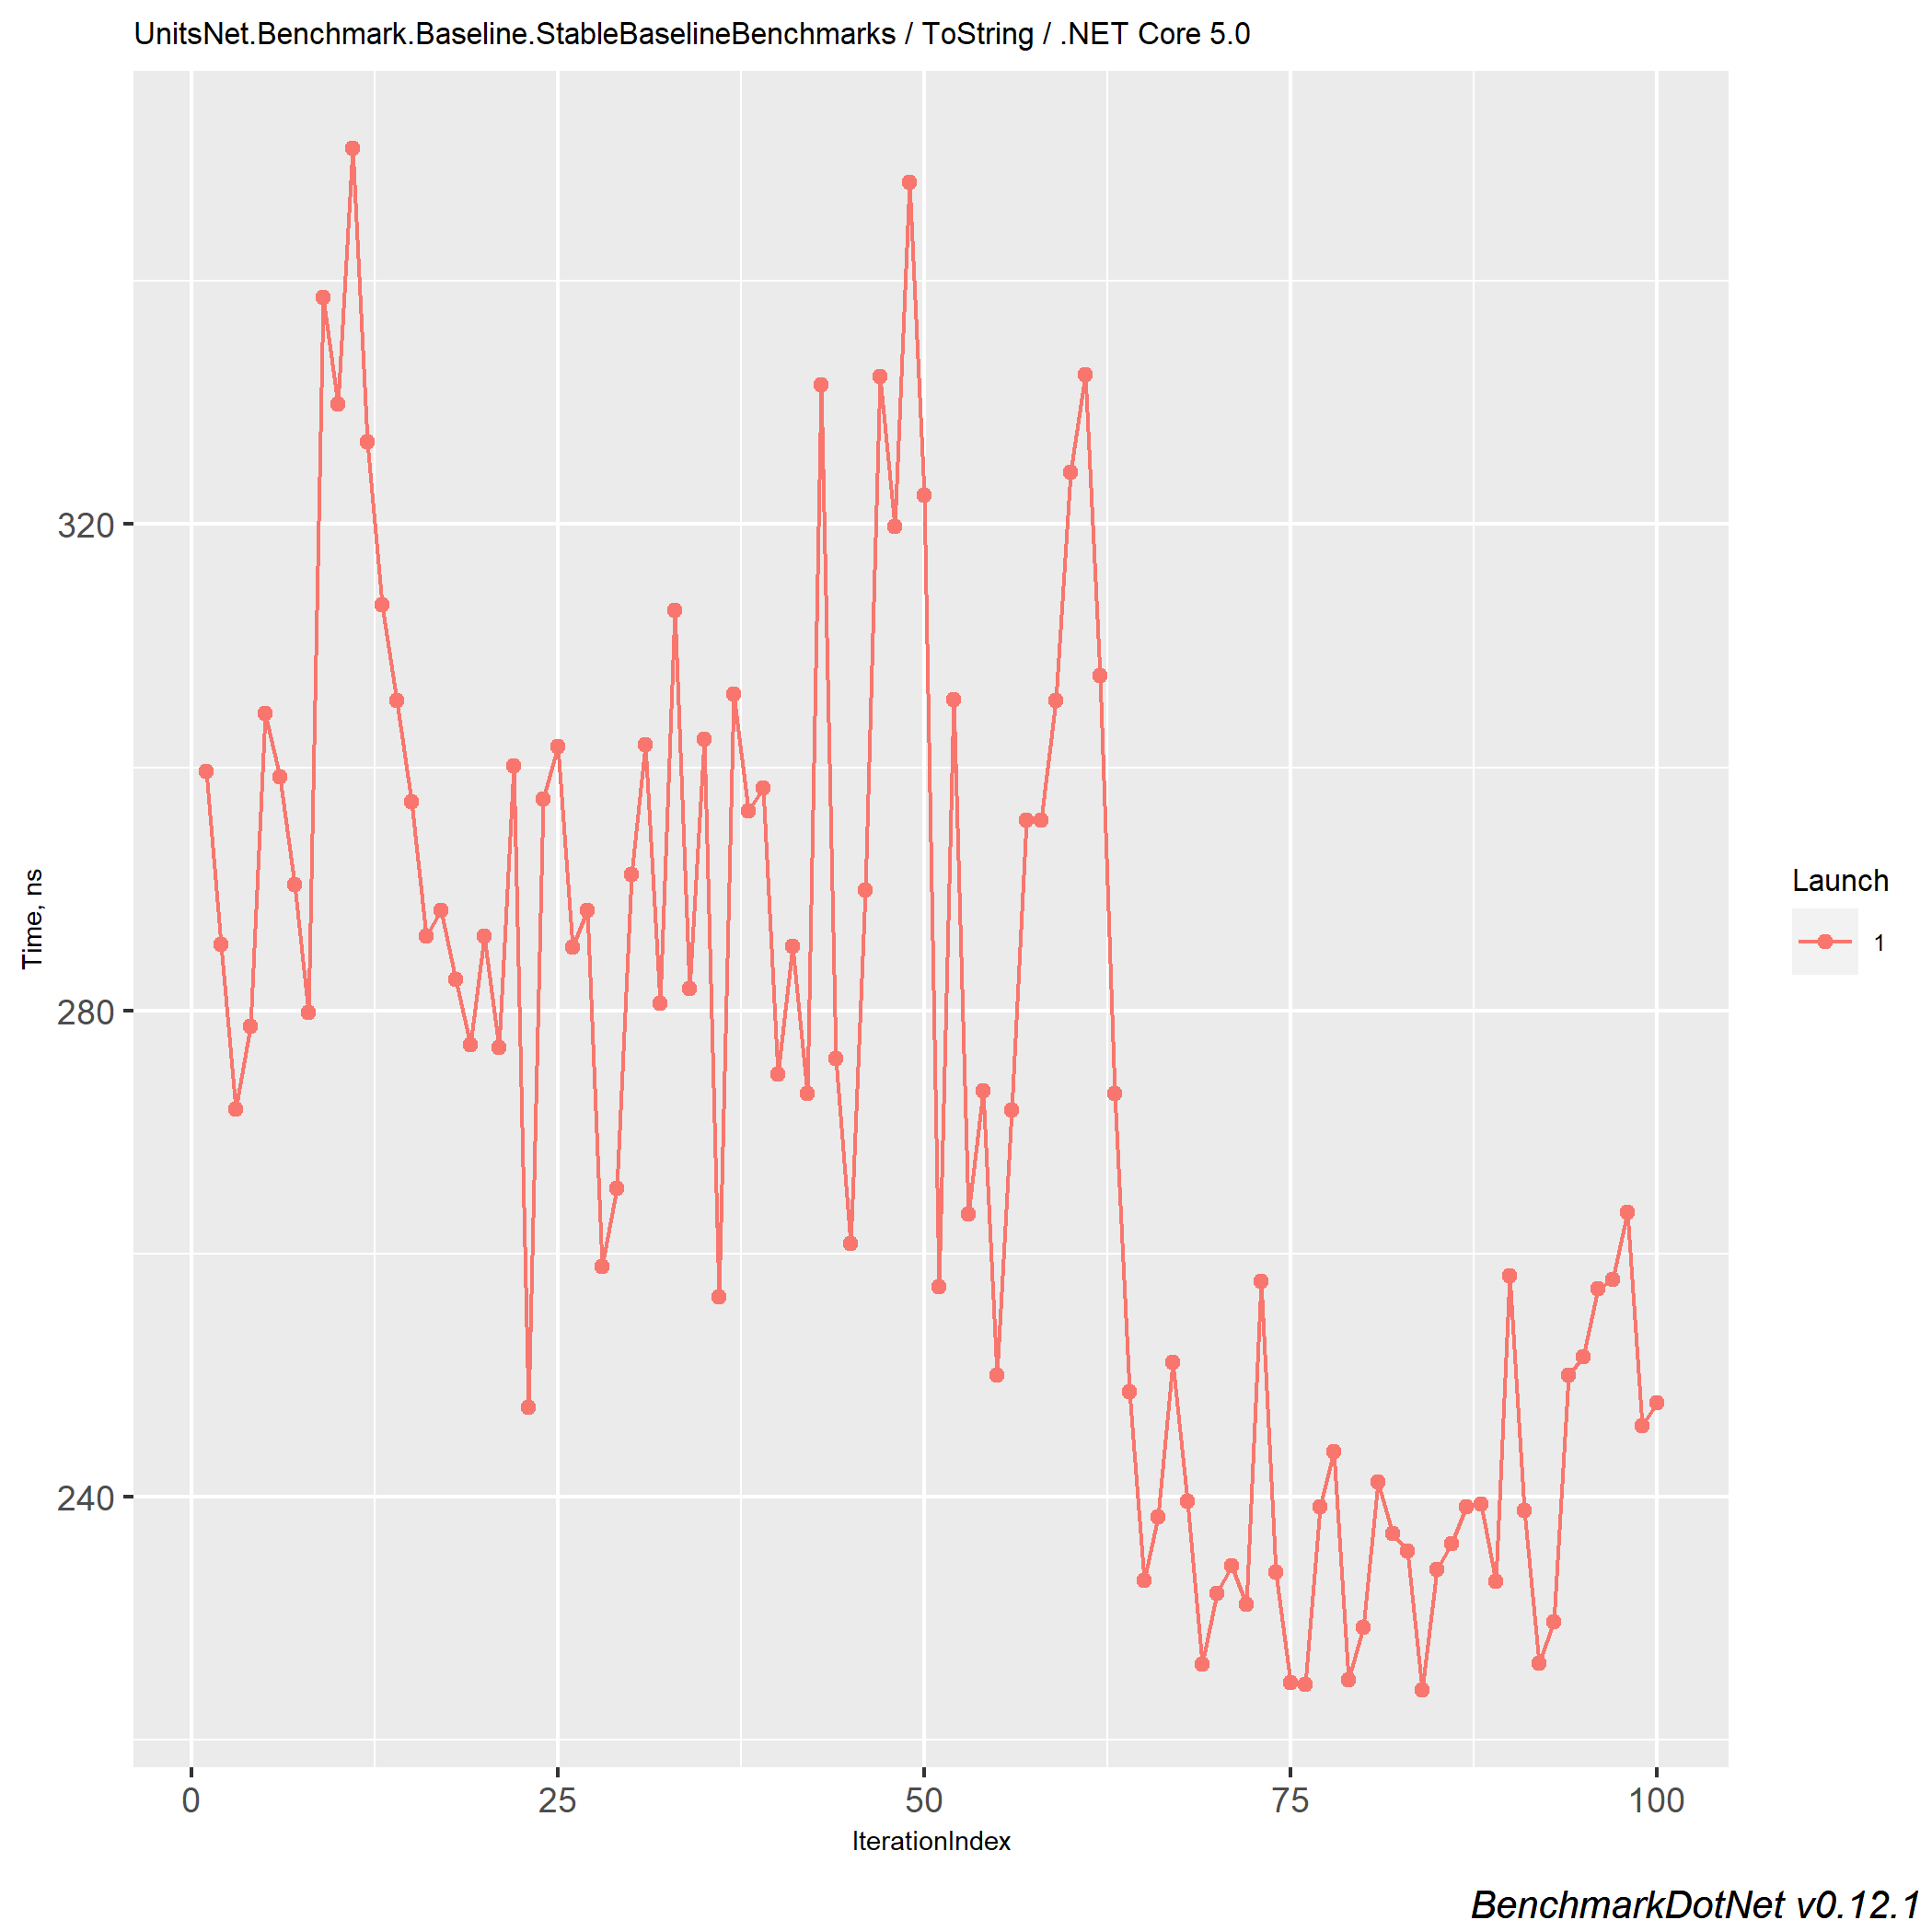 UnitsNet.Benchmark.Baseline.StableBaselineBenchmarks / ToString / .NET Core 5.0
320
280
240
Time, ns
0 25 50 75 100
IterationIndex
Launch
1
BenchmarkDotNet v0.12.1